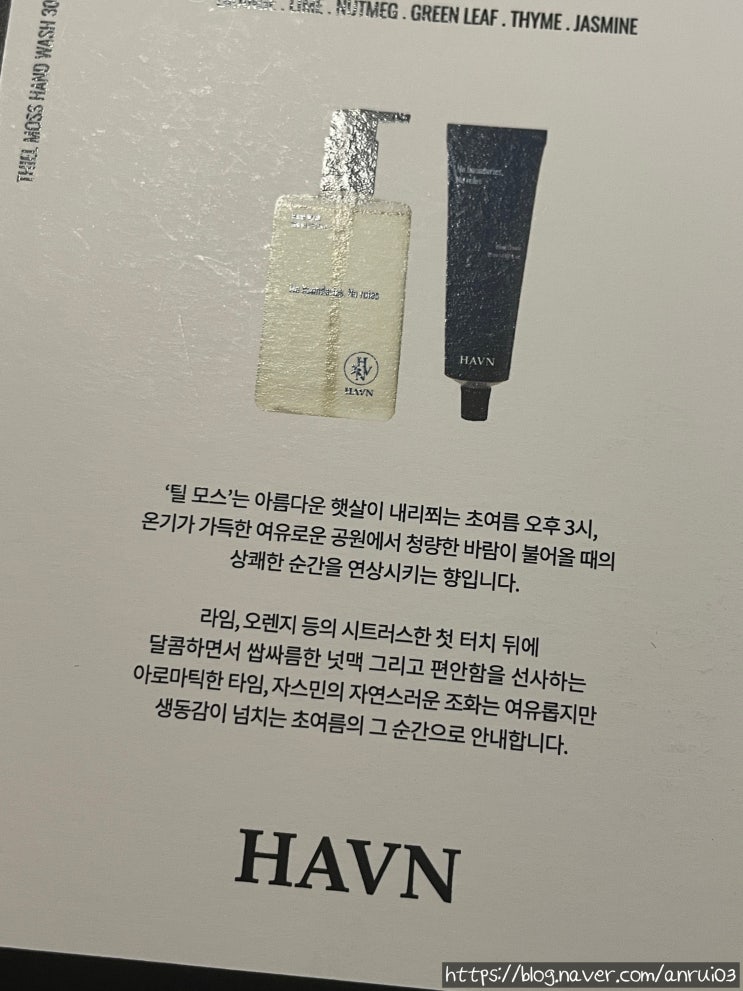 LIME . NUTMEG . GREEN LEAF . THYME . JASMINE
MOSS HAND WASH 30
HAVN
HAVN
'틸 모스'는 아름다운 햇살이 내리쬐는 초여름 오후 3시,
온기가 가득한 여유로운 공원에서 청량한 바람이 불어올 때의
상쾌한 순간을 연상시키는 향입니다.
라임, 오렌지 등의 시트러스한 첫 터치 뒤에
달콤하면서 쌉싸름한 넛맥 그리고 편안함을 선사하는
아로마틱한 타임, 자스민의 자연스러운 조화는 여유롭지만
생동감이 넘치는 초여름의 그 순간으로 안내합니다.
HAVN
https://blog.naver.com/anrui03